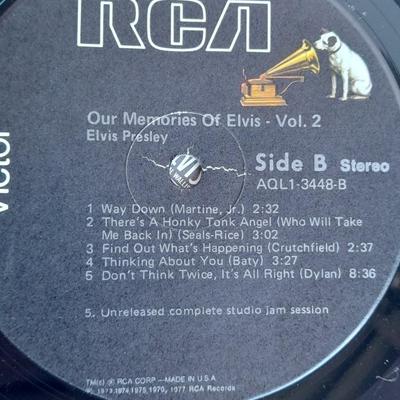 RCA
Victor
Our Memories Of Elvis - Vol. 2
Elvis Presley
Side B Stereo
AQL1-3448-B
1 Way Down (Martine, Jr.) 2:32
2 There's A Honky Tonk Angel (Who Will Take
Me Back In) (Seals-Rice) 3:02
3 Find Out What's Happening (Crutchfield) 2:37
4 Thinking About You (Baty) 3:27
5 Don't Think Twice, It's All Right (Dylan) 8:36
5. Unreleased complete studio jam session
TM(s) ® RCA CORP—MADE IN U.S.A
℗ 1973,1974,1975,1979, 1977 RCA Records